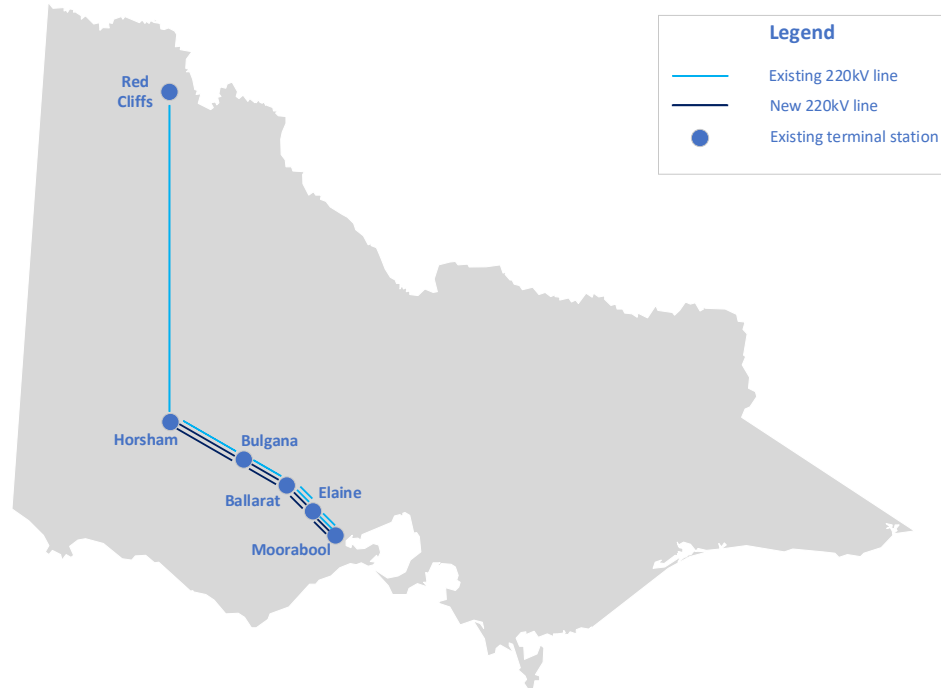 Legend
Existing 220kV line
New 220kV line
Existing terminal station
Red
Cliffs
Horsham
Bulgana
Ballarat
Elaine
Moorabool